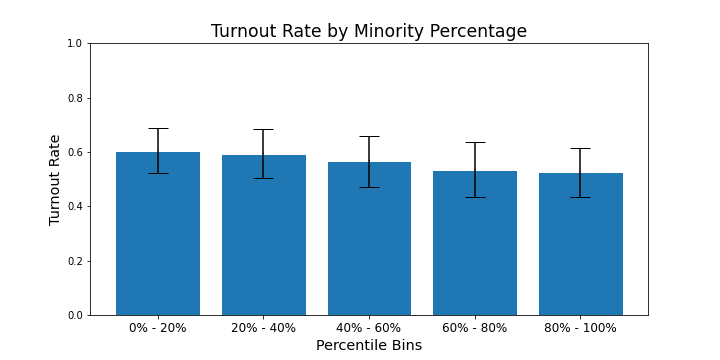 Turnout Rate by Minority Percentage
1.0
0.8
0.6
0.4
0.2
0.0
Turnout Rate
0% - 20% 20% - 40% 40% - 60% 60% - 80% 80% - 100%
Percentile Bins